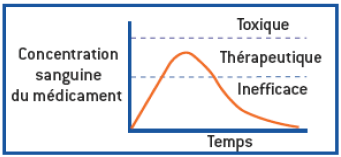 Toxique
Concentration
sanguine
du médicament
Thérapeutique
Inefficace
Temps